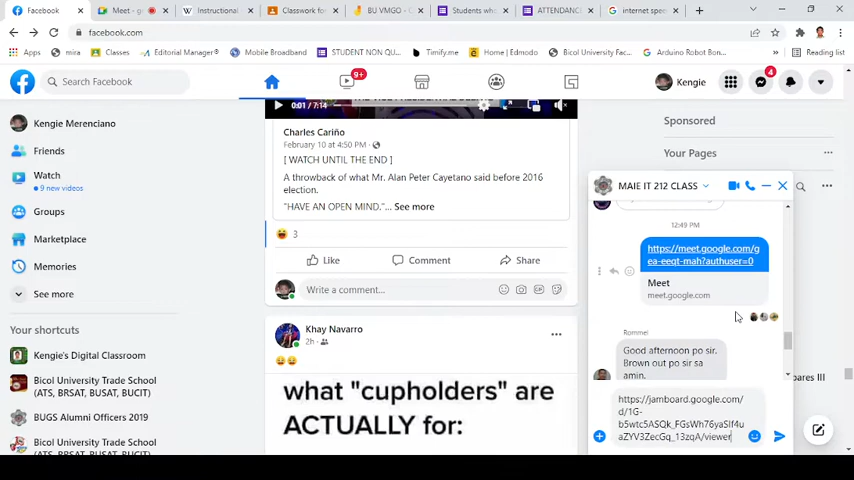 Facebook
Meet - g
Instructional
Classwork for
BU VMGO - C
Students who
ATTENDANC
internet spee
facebook.com
Apps
mira
Classes
Editorial Manager®
Mobile Broadband
STUDENT NON QU...
Timify.me
Home | Edmodo
Bicol University Fac...
Arduino Robot Bon...
Reading list
Search Facebook
9+
Kengie
4
Kengie Merenciano
Friends
Watch
9 new videos
Groups
Marketplace
Memories
See more
Your shortcuts
Kengie's Digital Classroom
Bicol University Trade School
(ATS, BRSAT, BUSAT, BUCIT)
BUGS Alumni Officers 2019
Bicol University Trade School
(ATS, BRSAT, BUSAT, BUCIT)
0:01 / 7:14
Charles Cariño
February 10 at 4:50 PM ·
[ WATCH UNTIL THE END ]
A throwback of what Mr. Alan Peter Cayetano said before 2016
election.
"HAVE AN OPEN MIND."... See more
3
Like
Comment
Share
Write a comment...
Khay Navarro
2h ·
what "cupholders" are
ACTUALLY for:
Sponsored
Your Pages
MAIE IT 212 CLASS
12:49 PM
https://meet.google.com/g
ea-eeqt-mah?authuser=0
Meet
meet.google.com
Rommel
Good afternoon po sir.
Brown out po sir sa
amin.
pares III
https://jamboard.google.com/
d/1G-
b5wtc5ASQk_FGsWh76yaSlf4u
aZYV3ZecGq_13zqA/viewer